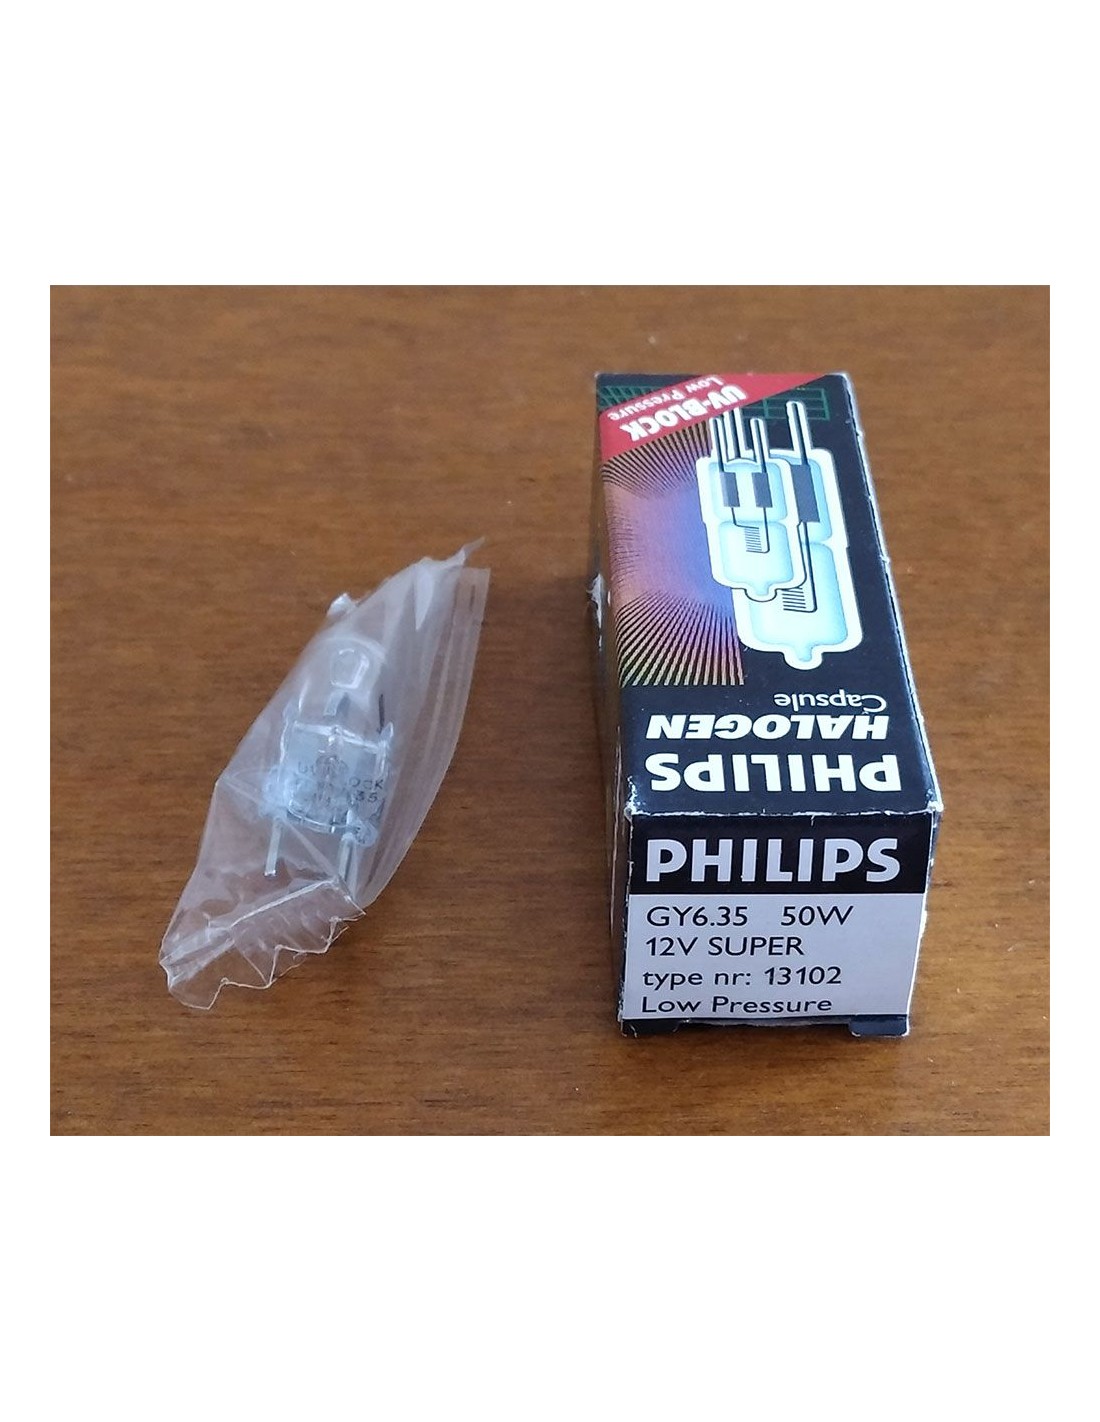 UV-BLOCK
Low Pressure
PHILIPS
HALOGEN
Capsule
PHILIPS
GY6.35 50W
12V SUPER
type nr: 13102
Low Pressure